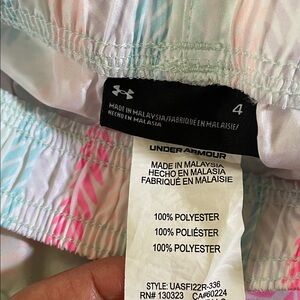 4
MADE IN MALAYSIA/FABRIQUÉ EN MALAISIE/
HECHO EN MALASIA
UNDER ARMOUR
MADE IN MALAYSIA
HECHO EN MALASIA
FABRIQUÉ EN MALAISIE
100% POLYESTER
100% POLIÉSTER
100% POLYESTER
STYLE: UASFI22R-336
RN# 130323 CA#60224